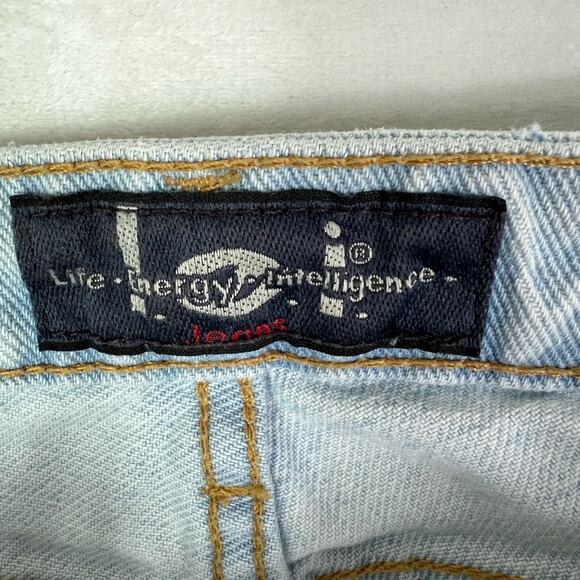 l.e.i.®
Life · Energy · Intelligence
Jeans